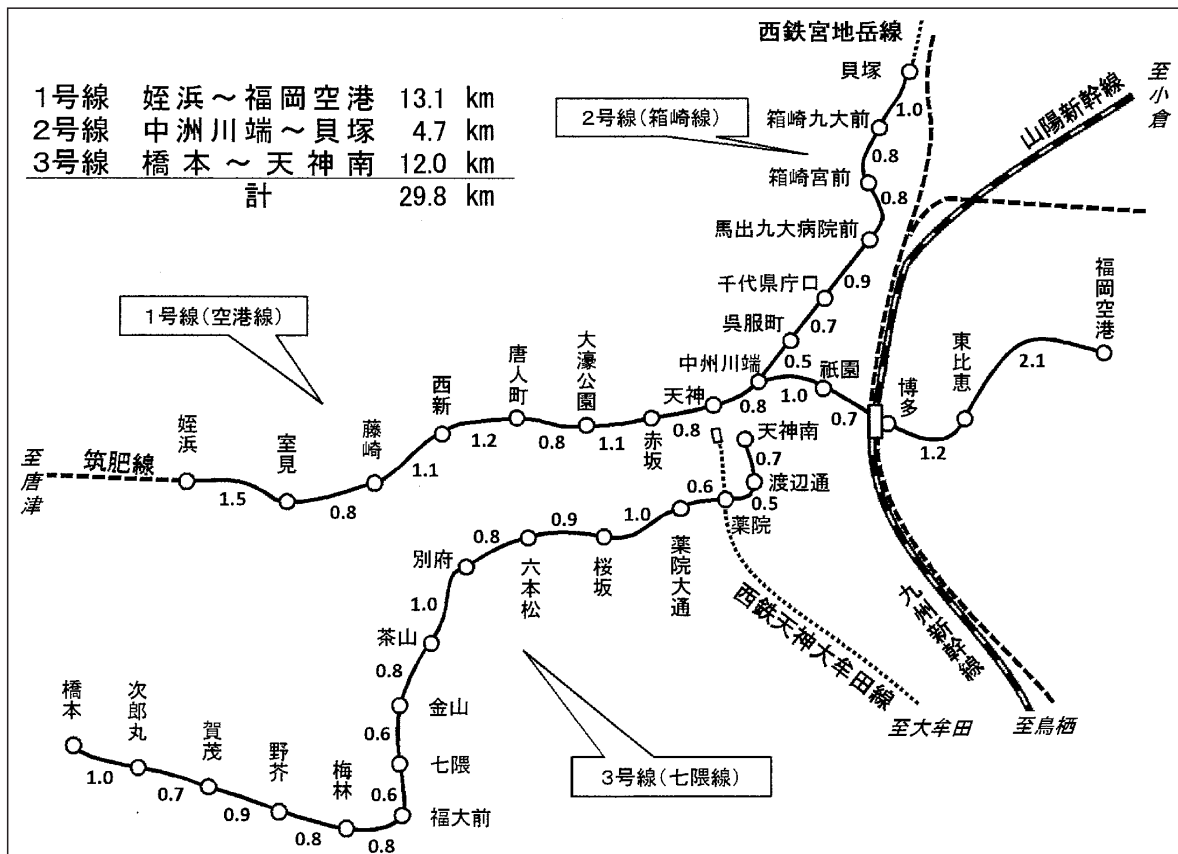 西鉄宮地岳線
1号線 姪浜~福岡空港 13.1 km
2号線 中洲川端~貝塚 4.7 km
3号線 橋本~天神南 12.0 km
計 29.8 km
2号線(箱崎線)
貝塚
1.0
箱崎九大前
0.8
箱崎宮前
0.8
馬出九大病院前
0.9
千代県庁口
0.7
呉服町
0.5
中州川端
至小倉
山陽新幹線
1号線(空港線)
至唐津
筑肥線
姪浜
1.5
室見
0.8
藤崎
1.1
西新
1.2
唐人町
0.8
大濠公園
1.1
赤坂
0.8
天神
0.8
1.0
祇園
0.7
博多
1.2
東比恵
2.1
福岡空港
天神南
0.7
渡辺通
0.5
薬院
0.6
薬院大通
1.0
桜坂
0.9
六本松
0.8
別府
1.0
茶山
0.8
金山
0.6
七隈
0.6
福大前
0.8
梅林
0.8
野芥
0.9
賀茂
0.7
次郎丸
1.0
橋本
3号線(七隈線)
西鉄天神大牟田線
至大牟田
九州新幹線
至鳥栖